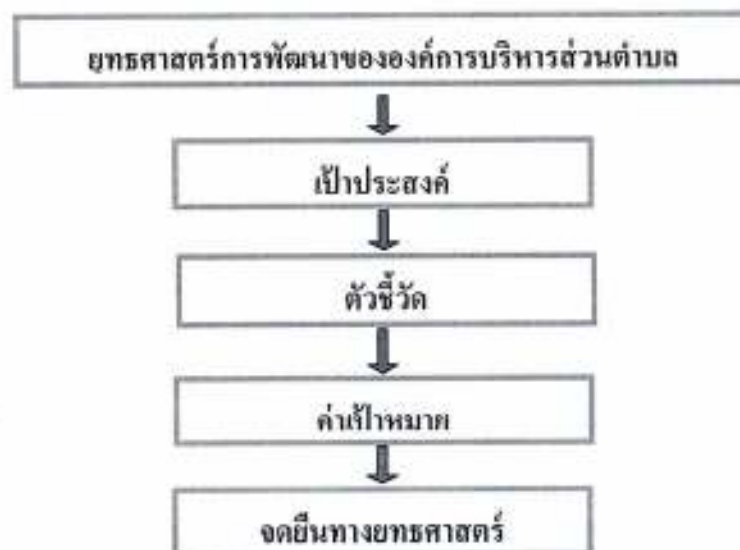 ยุทธศาสตร์การพัฒนาขององค์การบริหารส่วนตำบล
เป้าประสงค์
ตัวชี้วัด
ค่าเป้าหมาย
จุดยืนทางยุทธศาสตร์